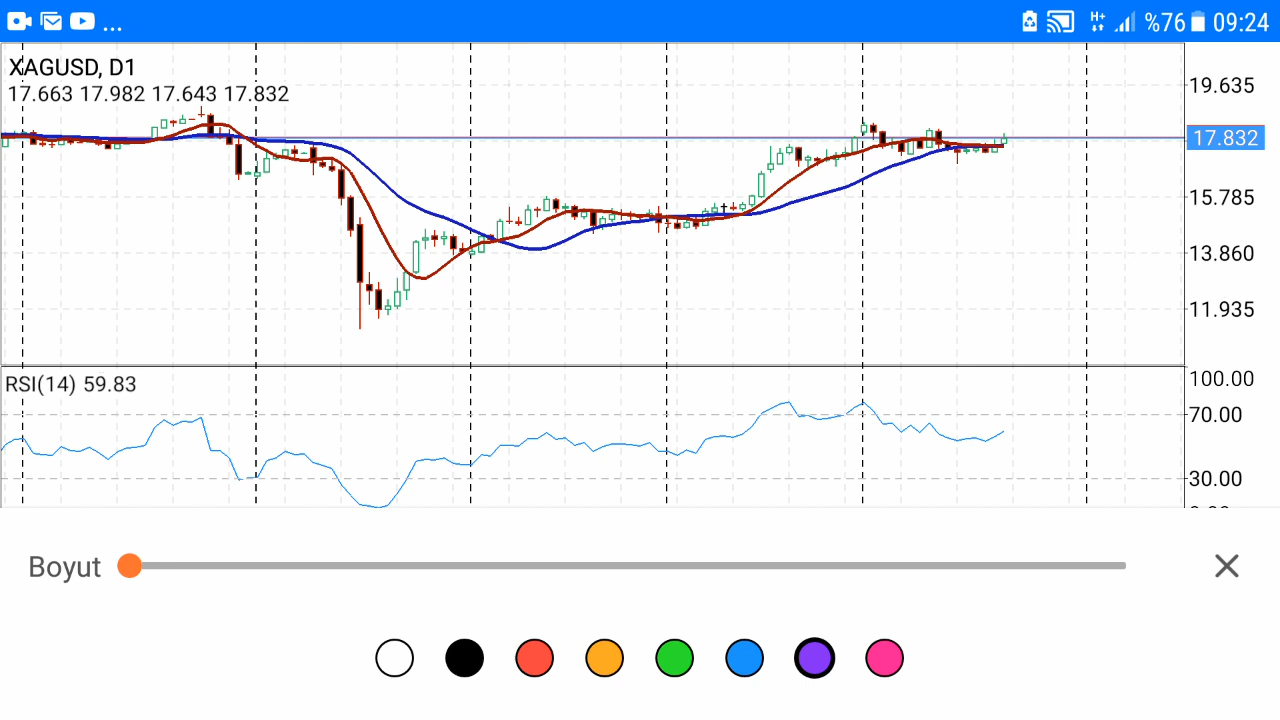 ... %76 09:24
XAGUSD, D1
17.663 17.982 17.643 17.832
19.635
17.832
15.785
13.860
11.935
RSI(14) 59.83
100.00
70.00
30.00
Boyut